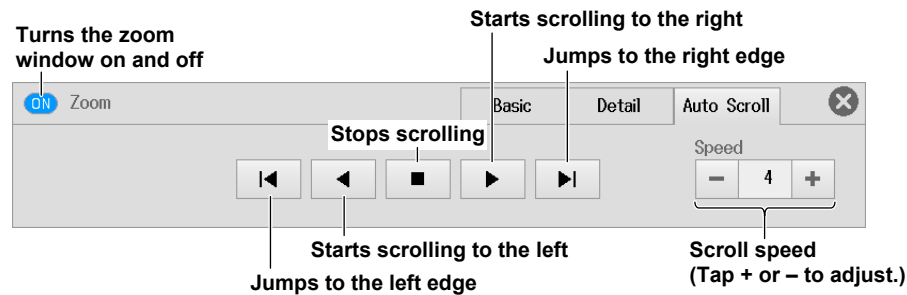 Starts scrolling to the right
Turns the zoom
window on and off
Jumps to the right edge
ON Zoom Basic Detail Auto Scroll
Stops scrolling
Speed
4
Starts scrolling to the left
Jumps to the left edge
Scroll speed
(Tap + or – to adjust.)